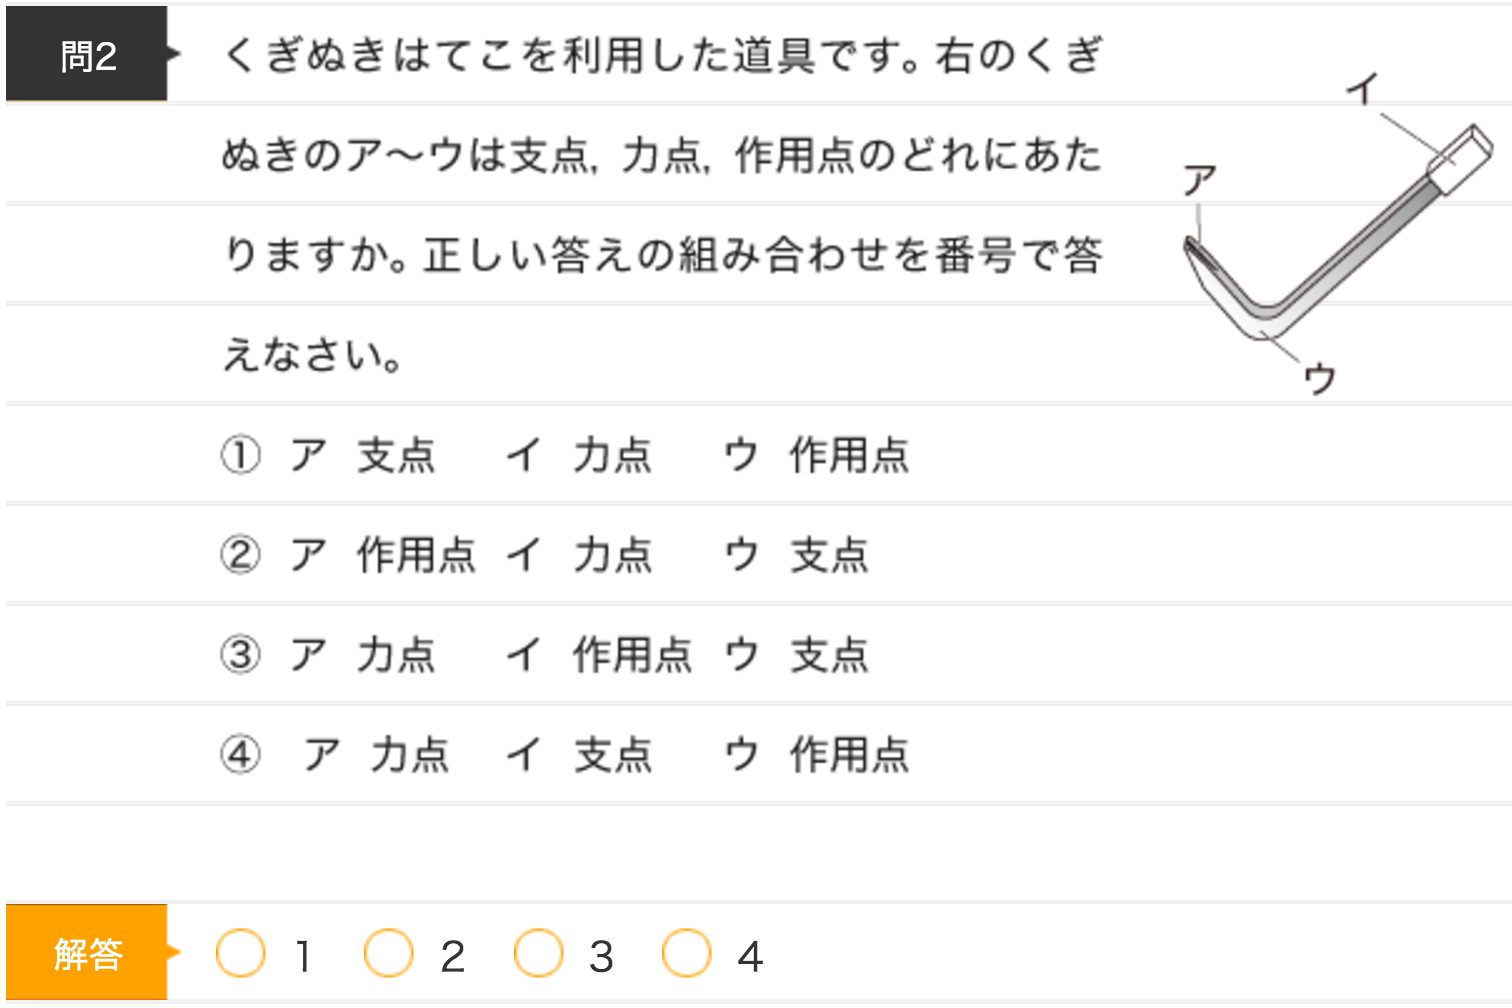 問2
くぎぬきはてこを利用した道具です。右のくぎ
ぬきのア～ウは支点, 力点, 作用点のどれにあた
りますか。正しい答えの組み合わせを番号で答
えなさい。
イ
ア
ウ
① ア 支点 イ 力点 ウ 作用点
② ア 作用点 イ 力点 ウ 支点
③ ア 力点 イ 作用点 ウ 支点
④ ア 力点 イ 支点 ウ 作用点
解答 1 2 3 4